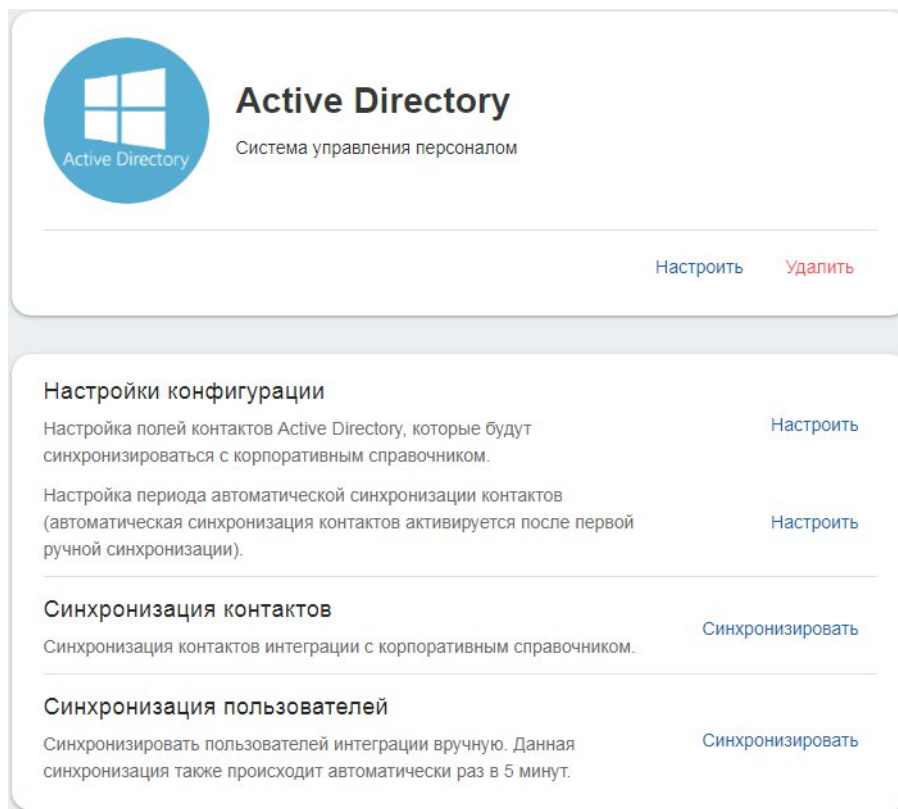 Active Directory
Active Directory
Система управления персоналом
Настроить Удалить
Настройки конфигурации
Настройка полей контактов Active Directory, которые будут
синхронизироваться с корпоративным справочником.
Настроить
Настройка периода автоматической синхронизации контактов
(автоматическая синхронизация контактов активируется после первой
ручной синхронизации).
Настроить
Синхронизация контактов
Синхронизация контактов интеграции с корпоративным справочником.
Синхронизировать
Синхронизация пользователей
Синхронизировать пользователей интеграции вручную. Данная
синхронизация также происходит автоматически раз в 5 минут.
Синхронизировать